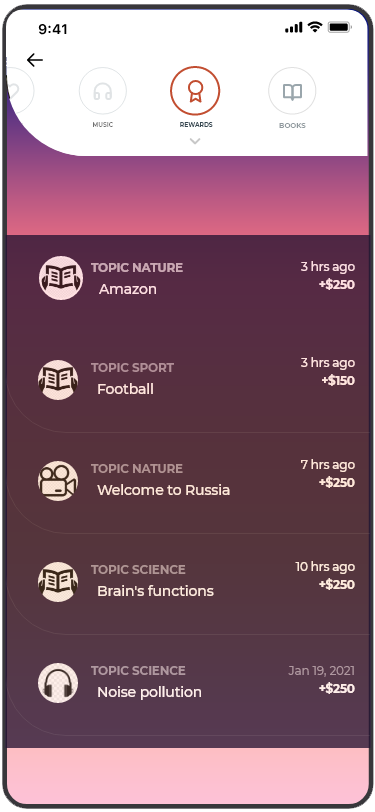 9:41
MUSIC
REWARDS
BOOKS
TOPIC NATURE
3 hrs ago
Amazon
+$250
TOPIC SPORT
3 hrs ago
Football
+$150
TOPIC NATURE
7 hrs ago
Welcome to Russia
+$250
TOPIC SCIENCE
10 hrs ago
Brain's functions
+$250
TOPIC SCIENCE
Jan 19, 2021
Noise pollution
+$250